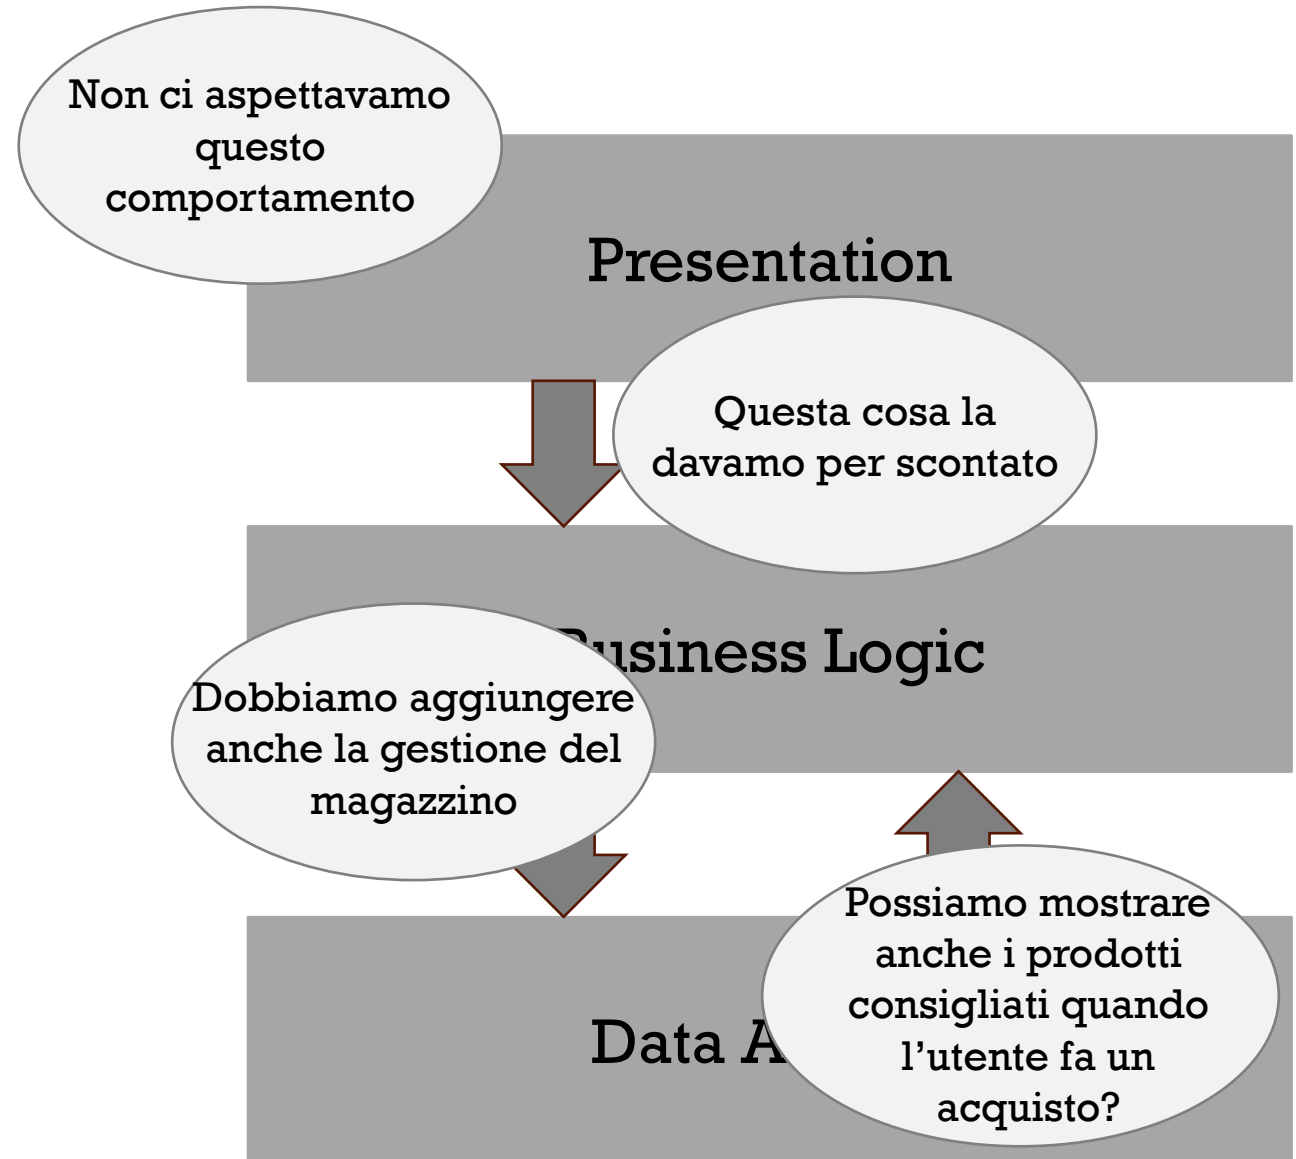 Non ci aspettavamo
questo
comportamento
Presentation
Questa cosa la
davamo per scontato
usiness Logic
Dobbiamo aggiungere
anche la gestione del
magazzino
Possiamo mostrare
anche i prodotti
consigliati quando
l’utente fa un
acquisto?
Data A